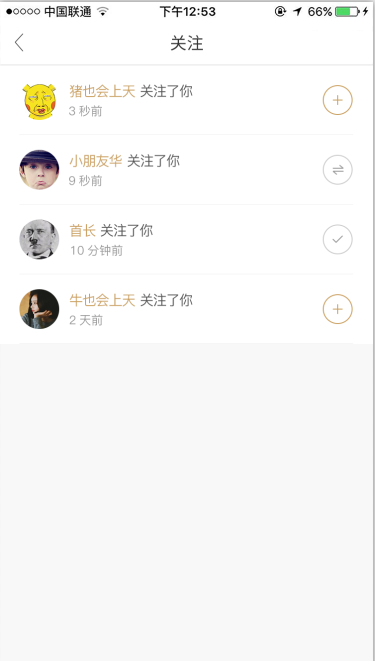 中国联通 下午12:53 66%
关注
猪也会上天 关注了你
3 秒前
小朋友华 关注了你
9 秒前
首长 关注了你
10 分钟前
牛也会上天 关注了你
2 天前